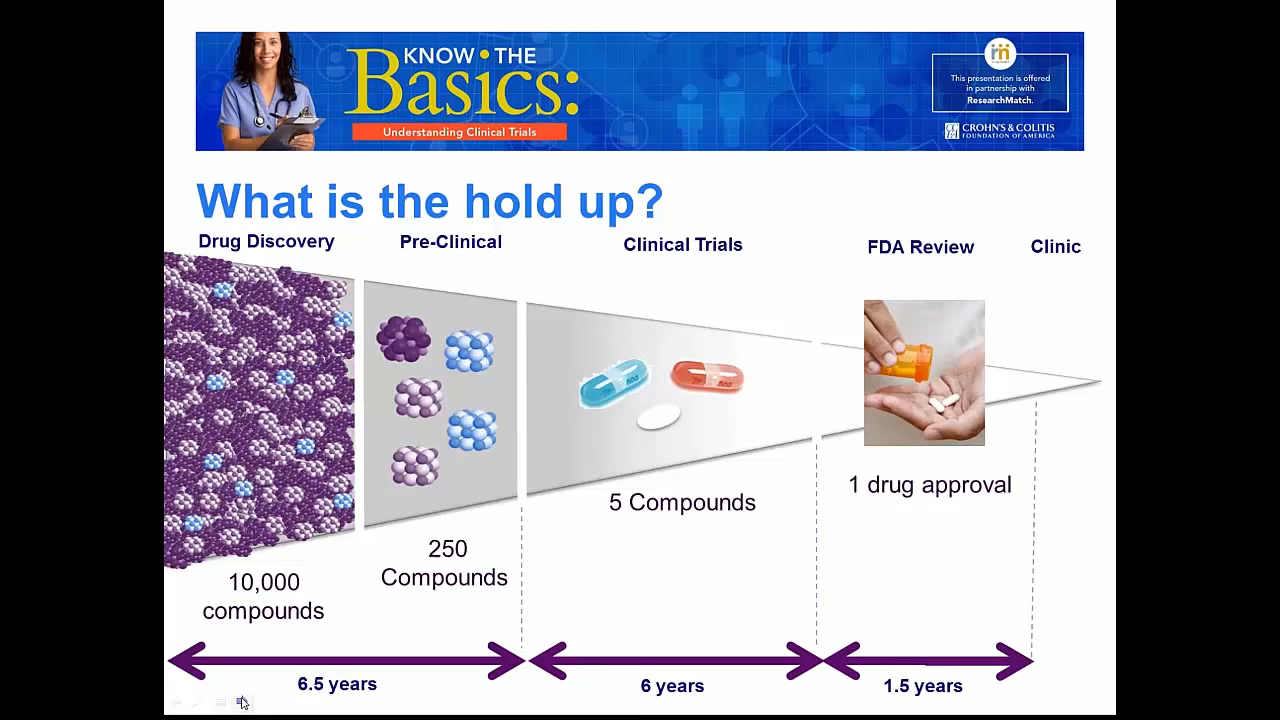 KNOW THE
Basics:
Understanding Clinical Trials
This presentation is offered
in partnership with
ResearchMatch.
CROHN'S & COLITIS
FOUNDATION OF AMERICA
What is the hold up?
Drug Discovery
Pre-Clinical
Clinical Trials
FDA Review
Clinic
10,000
compounds
250
Compounds
5 Compounds
1 drug approval
6.5 years
6 years
1.5 years